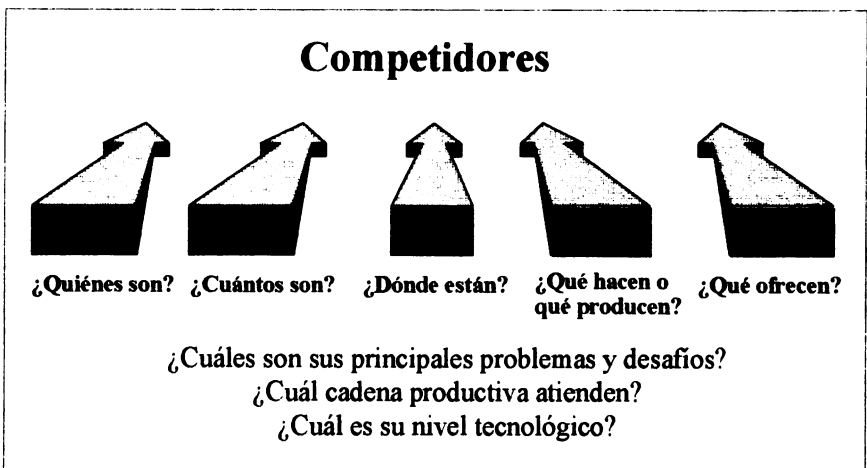 Competidores
¿Quiénes son?
¿Cuántos son?
¿Dónde están?
¿Qué hacen o
qué producen?
¿Qué ofrecen?
¿Cuáles son sus principales problemas y desafíos?
¿Cuál cadena productiva atienden?
¿Cuál es su nivel tecnológico?